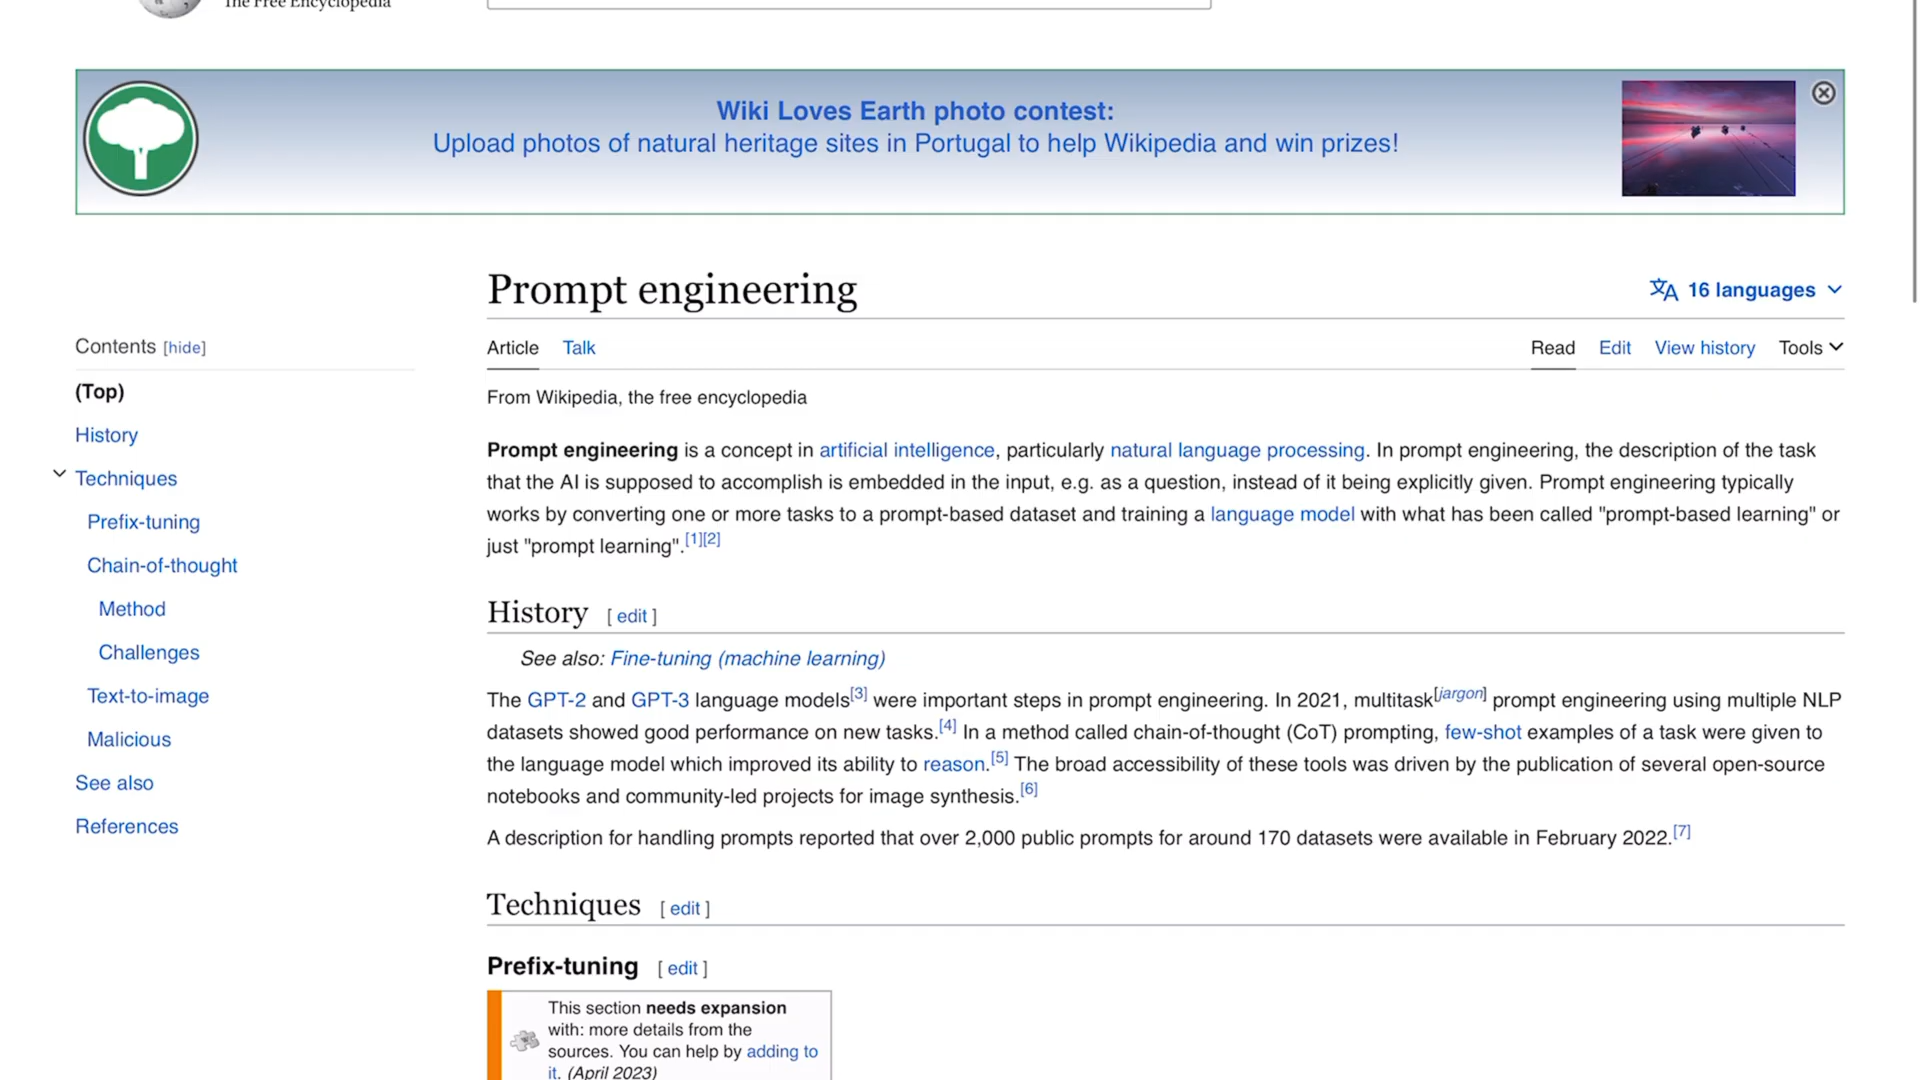 The Free Encyclopedia
Wiki Loves Earth photo contest:
Upload photos of natural heritage sites in Portugal to help Wikipedia and win prizes!
Prompt engineering
16 languages
Contents [hide]
(Top)
History
Techniques
Prefix-tuning
Chain-of-thought
Method
Challenges
Text-to-image
Malicious
See also
References
Article Talk
Read Edit View history Tools
From Wikipedia, the free encyclopedia
Prompt engineering is a concept in artificial intelligence, particularly natural language processing. In prompt engineering, the description of the task
that the AI is supposed to accomplish is embedded in the input, e.g. as a question, instead of it being explicitly given. Prompt engineering typically
works by converting one or more tasks to a prompt-based dataset and training a language model with what has been called "prompt-based learning" or
just "prompt learning".[1][2]
History [ edit ]
See also: Fine-tuning (machine learning)
The GPT-2 and GPT-3 language models[3] were important steps in prompt engineering. In 2021, multitask[jargon] prompt engineering using multiple NLP
datasets showed good performance on new tasks.[4] In a method called chain-of-thought (CoT) prompting, few-shot examples of a task were given to
the language model which improved its ability to reason.[5] The broad accessibility of these tools was driven by the publication of several open-source
notebooks and community-led projects for image synthesis.[6]
A description for handling prompts reported that over 2,000 public prompts for around 170 datasets were available in February 2022.[7]
Techniques [ edit ]
Prefix-tuning [ edit ]
This section needs expansion
with: more details from the
sources. You can help by adding to
it. (April 2023)